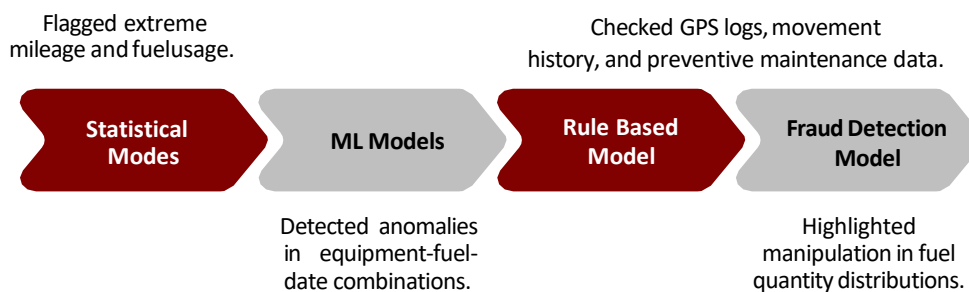 Flagged extreme
mileage and fuelusage.
Checked GPS logs, movement
history, and preventive maintenance data.
Statistical
Modes
ML Models
Rule Based
Model
Fraud Detection
Model
Detected anomalies
in equipment-fuel-
date combinations.
Highlighted
manipulation in fuel
quantity distributions.